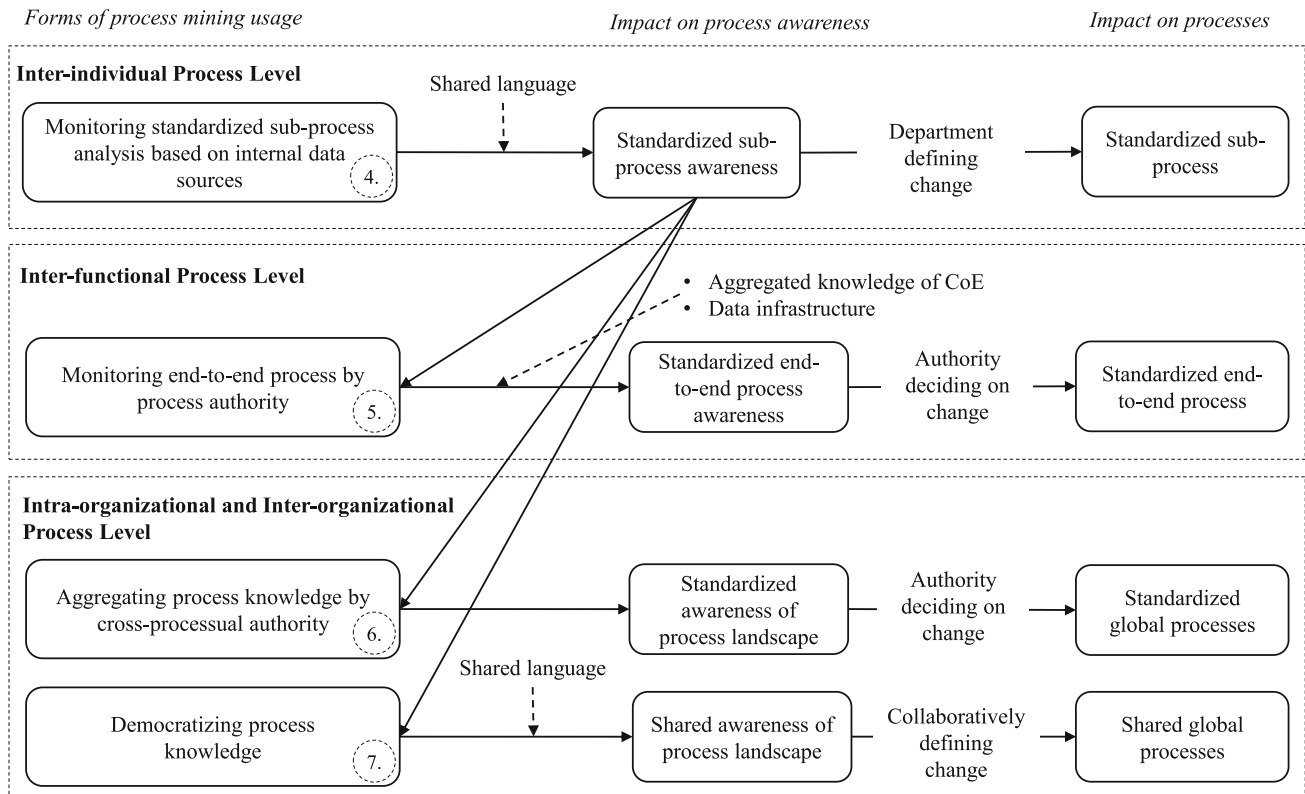 Forms of process mining usage
Impact on process awareness
Impact on processes
Inter-individual Process Level
Shared language
Monitoring standardized sub-process
analysis based on internal data
sources
4.
Standardized sub-
process awareness
Department
defining
change
Standardized sub-
process
Inter-functional Process Level
• Aggregated knowledge of CoE
• Data infrastructure
Monitoring end-to-end process by
process authority
5.
Standardized end-
to-end process
awareness
Authority
deciding on
change
Standardized end-
to-end process
Intra-organizational and Inter-organizational
Process Level
Aggregating process knowledge by
cross-processual authority
6.
Standardized
awareness of
process landscape
Authority
deciding on
change
Standardized
global processes
Shared language
Democratizing process
knowledge
7.
Shared awareness of
process landscape
Collaboratively
defining
change
Shared global
processes